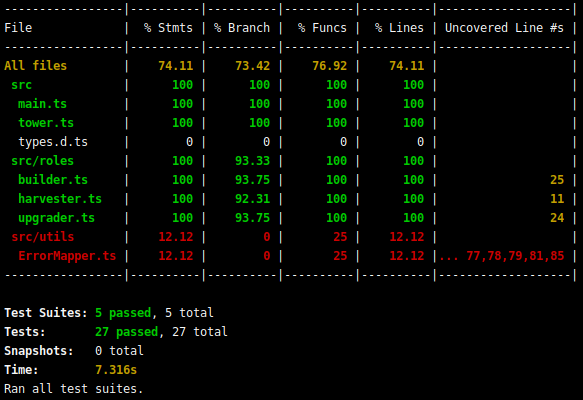 -----------------|----------|----------|----------|----------|-------------------|
File             |  % Stmts | % Branch |  % Funcs |  % Lines | Uncovered Line #s |
-----------------|----------|----------|----------|----------|-------------------|
All files        |    74.11 |    73.42 |    76.92 |    74.11 |                   |
 src             |      100 |      100 |      100 |      100 |                   |
  main.ts        |      100 |      100 |      100 |      100 |                   |
  tower.ts       |      100 |      100 |      100 |      100 |                   |
  types.d.ts     |        0 |        0 |        0 |        0 |                   |
 src/roles       |      100 |    93.33 |      100 |      100 |                   |
  builder.ts     |      100 |    93.75 |      100 |      100 |                25 |
  harvester.ts   |      100 |    92.31 |      100 |      100 |                11 |
  upgrader.ts    |      100 |    93.75 |      100 |      100 |                24 |
 src/utils       |    12.12 |        0 |       25 |    12.12 |                   |
  ErrorMapper.ts |    12.12 |        0 |       25 |    12.12 |... 77,78,79,81,85 |
-----------------|----------|----------|----------|----------|-------------------|
Test Suites: 5 passed, 5 total
Tests:       27 passed, 27 total
Snapshots:   0 total
Time:        7.316s
Ran all test suites.